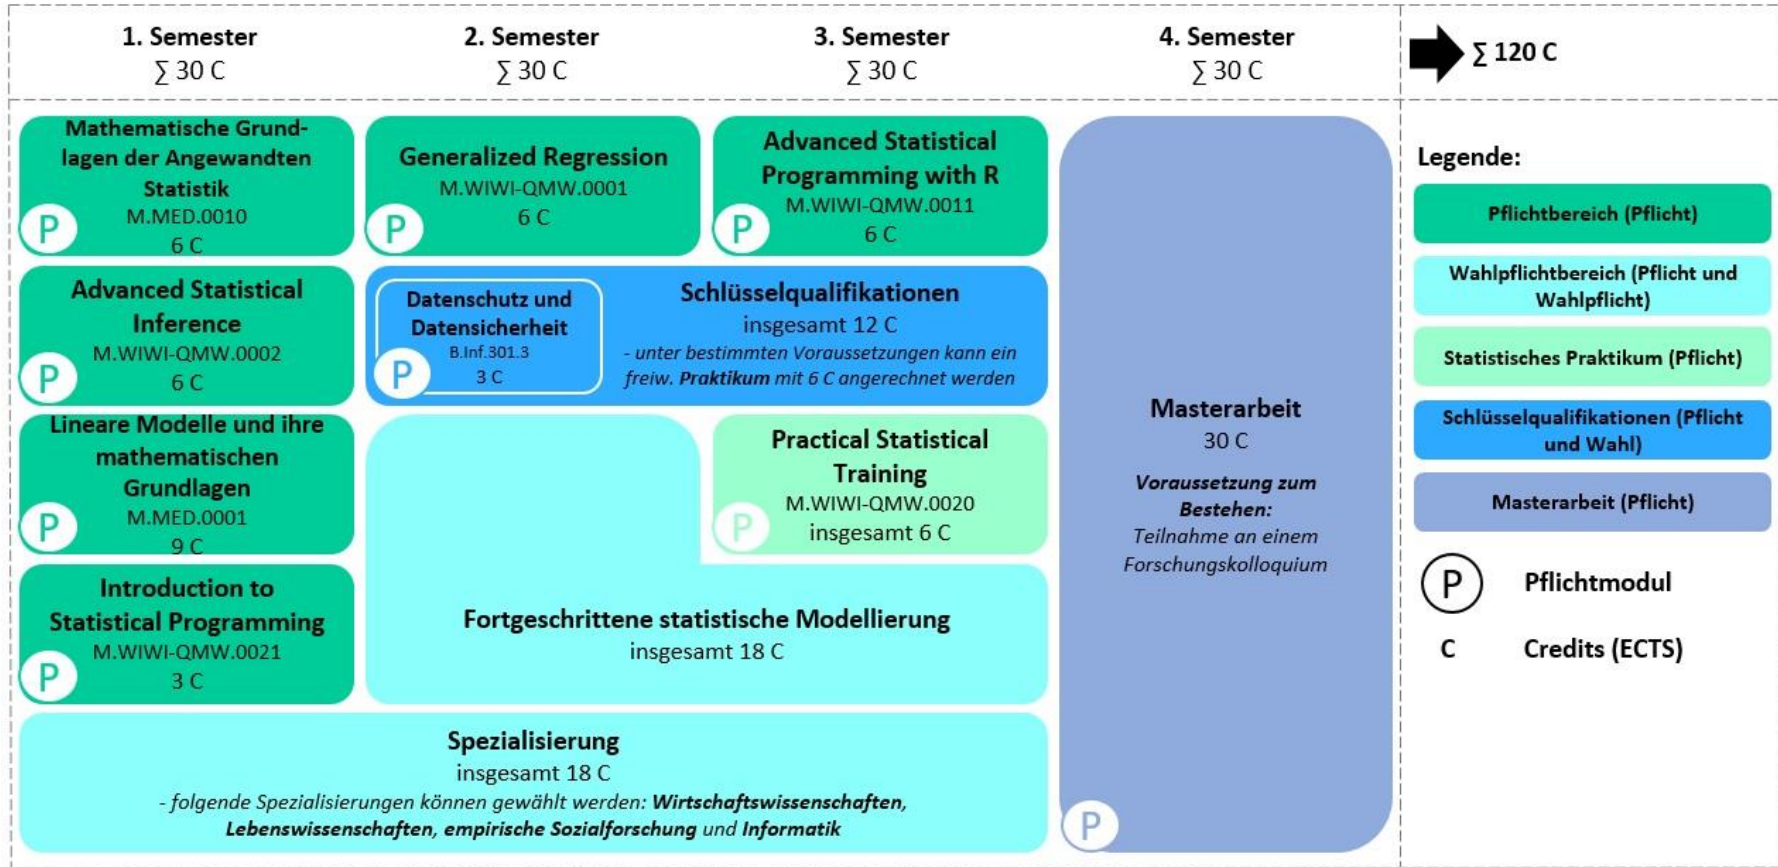 1. Semester
∑ 30 C
2. Semester
∑ 30 C
3. Semester
∑ 30 C
4. Semester
∑ 30 C
∑ 120 C
Mathematische Grund-
lagen der Angewandten
Statistik
M.MED.0010
6 C
P
Generalized Regression
M.WIWI-QMW.0001
6 C
P
Advanced Statistical
Programming with R
M.WIWI-QMW.0011
6 C
P
Advanced Statistical
Inference
M.WIWI-QMW.0002
6 C
P
Datenschutz und
Datensicherheit
B.Inf.301.3
3 C
P
Schlüsselqualifikationen
insgesamt 12 C
- unter bestimmten Voraussetzungen kann ein
freiw. Praktikum mit 6 C angerechnet werden
Lineare Modelle und ihre
mathematischen
Grundlagen
M.MED.0001
9 C
P
Practical Statistical
Training
M.WIWI-QMW.0020
insgesamt 6 C
P
Introduction to
Statistical Programming
M.WIWI-QMW.0021
3 C
P
Fortgeschrittene statistische Modellierung
insgesamt 18 C
Spezialisierung
insgesamt 18 C
- folgende Spezialisierungen können gewählt werden: Wirtschaftswissenschaften,
Lebenswissenschaften, empirische Sozialforschung und Informatik
Masterarbeit
30 C
Voraussetzung zum
Bestehen:
Teilnahme an einem
Forschungskolloquium
P
Legende:
Pflichtbereich (Pflicht)
Wahlpflichtbereich (Pflicht und
Wahlpflicht)
Statistisches Praktikum (Pflicht)
Schlüsselqualifikationen (Pflicht
und Wahl)
Masterarbeit (Pflicht)
P Pflichtmodul
C Credits (ECTS)